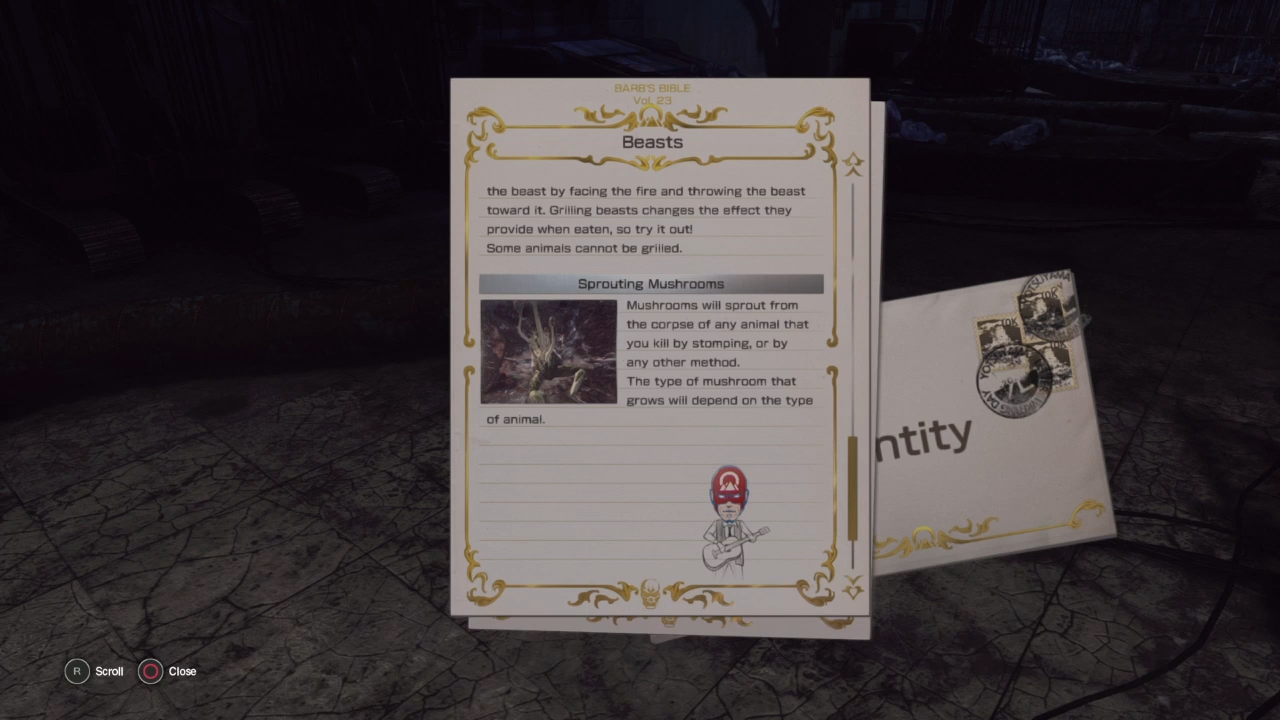 BARB'S BIBLE
Vol. 23
Beasts
the beast by facing the fire and throwing the beast
toward it. Grilling beasts changes the effect they
provide when eaten, so try it out!
Some animals cannot be grilled.
Sprouting Mushrooms
Mushrooms will sprout from
the corpse of any animal that
you kill by stomping, or by
any other method.
The type of mushroom that
grows will depend on the type
of animal.
ntity
R Scroll Close